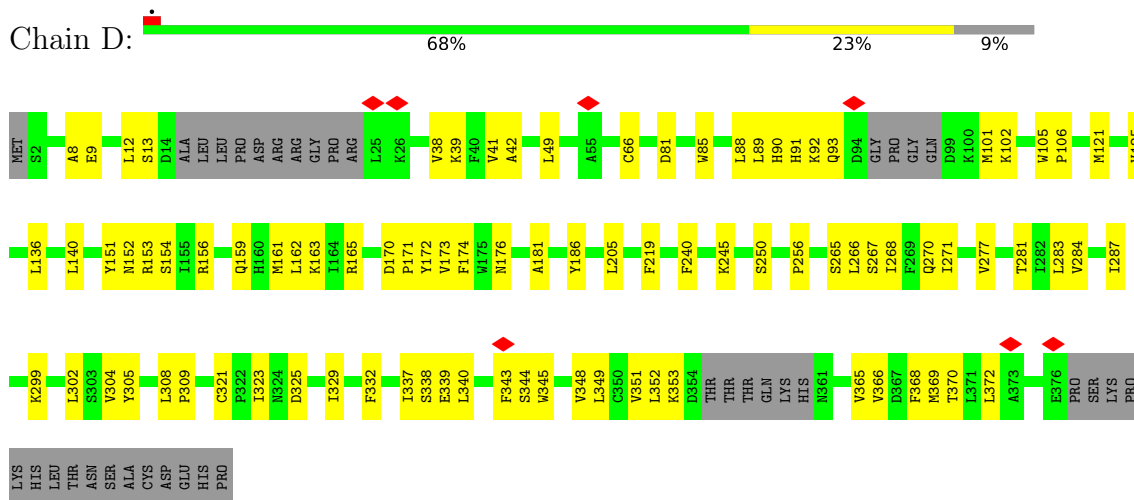 Chain D:
68% 23% 9%
MET S2 A8 E9 L12 S13 D14 ALA LEU LEU PRO ASP ARG ARG GLY PRO ARG L25 K26 V38 K39 F40 V41 A42 L49 A55 C66 D81 W85 L88 L89 H90 H91 K92 Q93 D94 GLY PRO GLY GLN D99 K100 M101 K102 W105 P106 M121
L136 L140 Y151 N152 R153 S154 I155 R156 Q159 H160 M161 L162 K163 I164 R165 D170 P171 Y172 V173 F174 W175 N176 A181 Y186 L205 F219 F240 K245 S250 P256 S265 L266 S267 I268 F269 Q270 I271 V277 T281 I282 L283 V284 I287
K299 L302 S303 V304 Y305 L308 P309 C321 P322 I323 N324 D325 I329 F332 I337 S338 E339 L340 F343 S344 W345 V348 L349 C350 V351 L352 K353 D354 THR THR THR GLN LYS HIS N361 V365 V366 D367 F368 M369 T370 L371 L372 A373 E376 PRO SER LYS PRO
LYS HIS LEU THR ASN SER ALA CYS ASP GLU HIS PRO